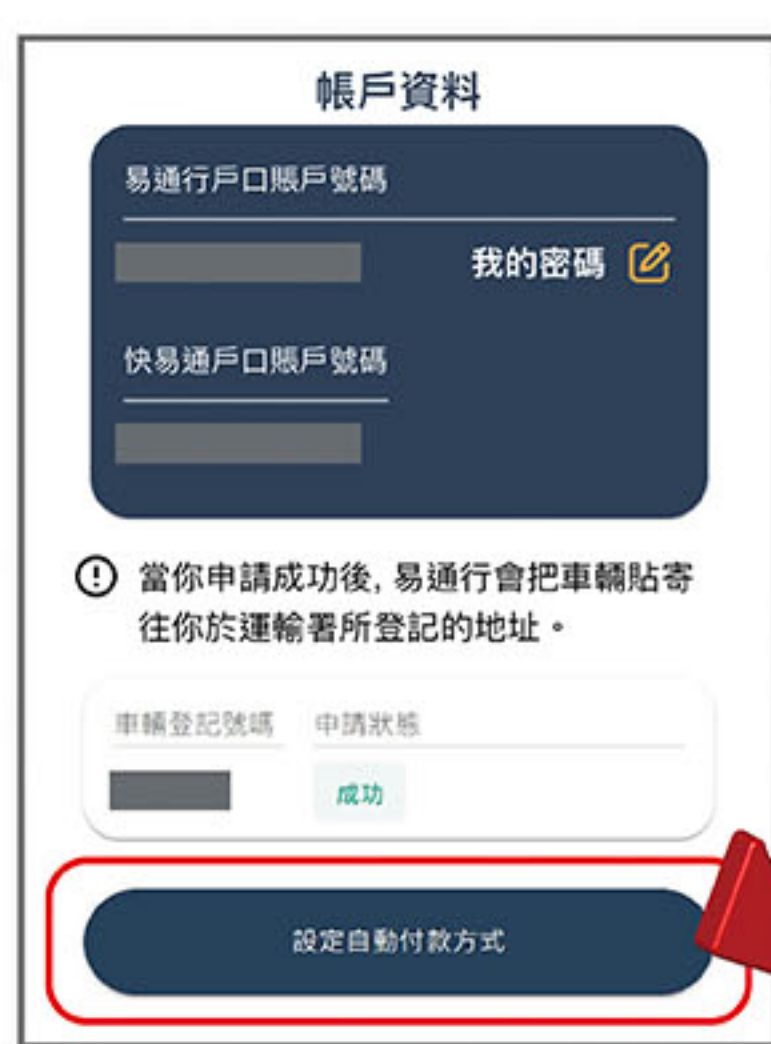 帳戶資料
易通行戶口賬戶號碼
我的密碼
快易通戶口賬戶號碼
當你申請成功後, 易通行會把車輛貼寄
往你於運輸署所登記的地址。
車輛登記號碼 申請狀態
成功
設定自動付款方式